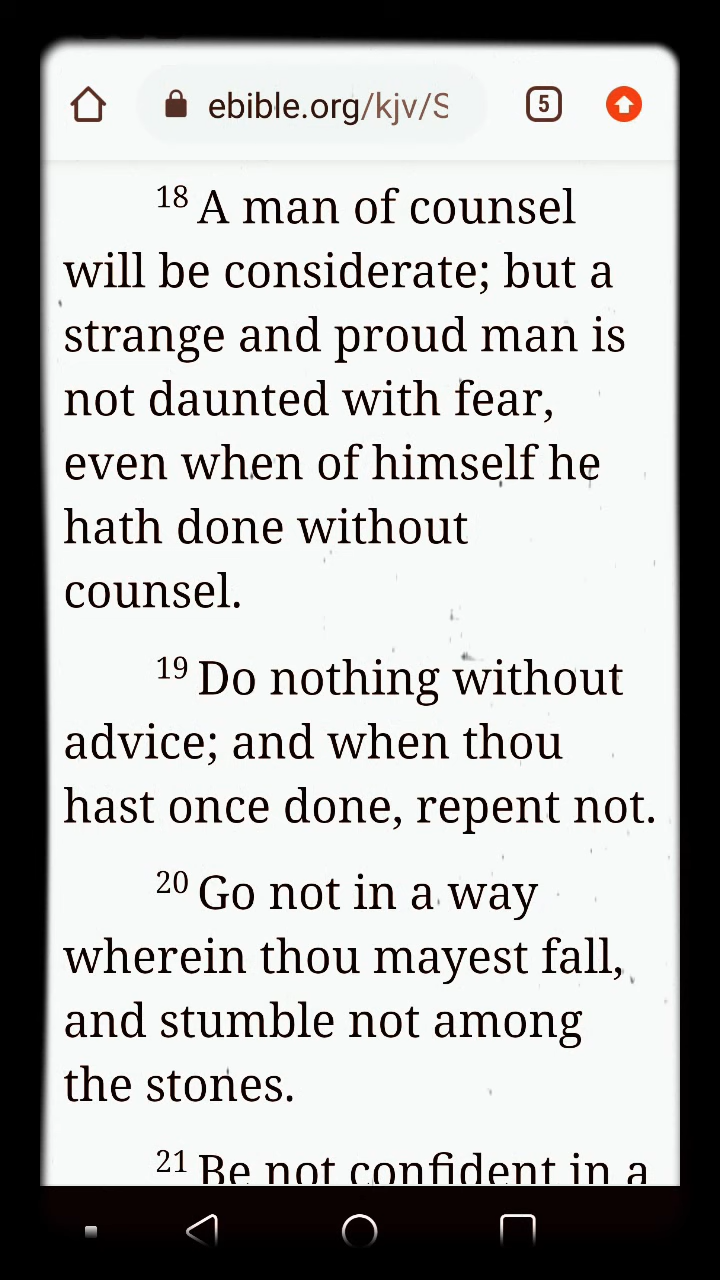 ebible.org/kjv/S
5
18 A man of counsel
will be considerate; but a
strange and proud man is
not daunted with fear,
even when of himself he
hath done without
counsel.
19 Do nothing without
advice; and when thou
hast once done, repent not.
20 Go not in a way
wherein thou mayest fall,
and stumble not among
the stones.
21 Be not confident in a